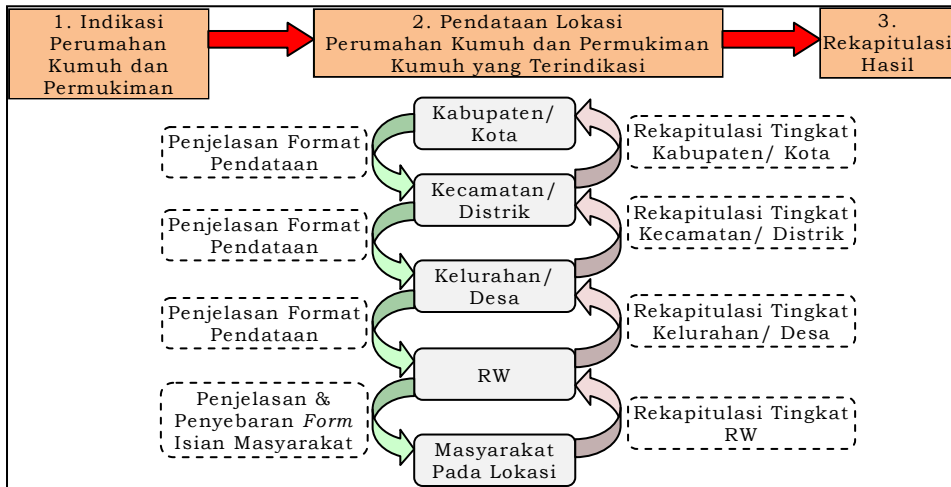 1. Indikasi
Perumahan
Kumuh dan
Permukiman
2. Pendataan Lokasi
Perumahan Kumuh dan Permukiman
Kumuh yang Terindikasi
3.
Rekapitulasi
Hasil
Kabupaten/
Kota
Penjelasan Format
Pendataan
Rekapitulasi Tingkat
Kabupaten/ Kota
Kecamatan/
Distrik
Penjelasan Format
Pendataan
Rekapitulasi Tingkat
Kecamatan/ Distrik
Kelurahan/
Desa
Penjelasan Format
Pendataan
Rekapitulasi Tingkat
Kelurahan/ Desa
RW
Penjelasan &
Penyebaran Form
Isian Masyarakat
Rekapitulasi Tingkat
RW
Masyarakat
Pada Lokasi